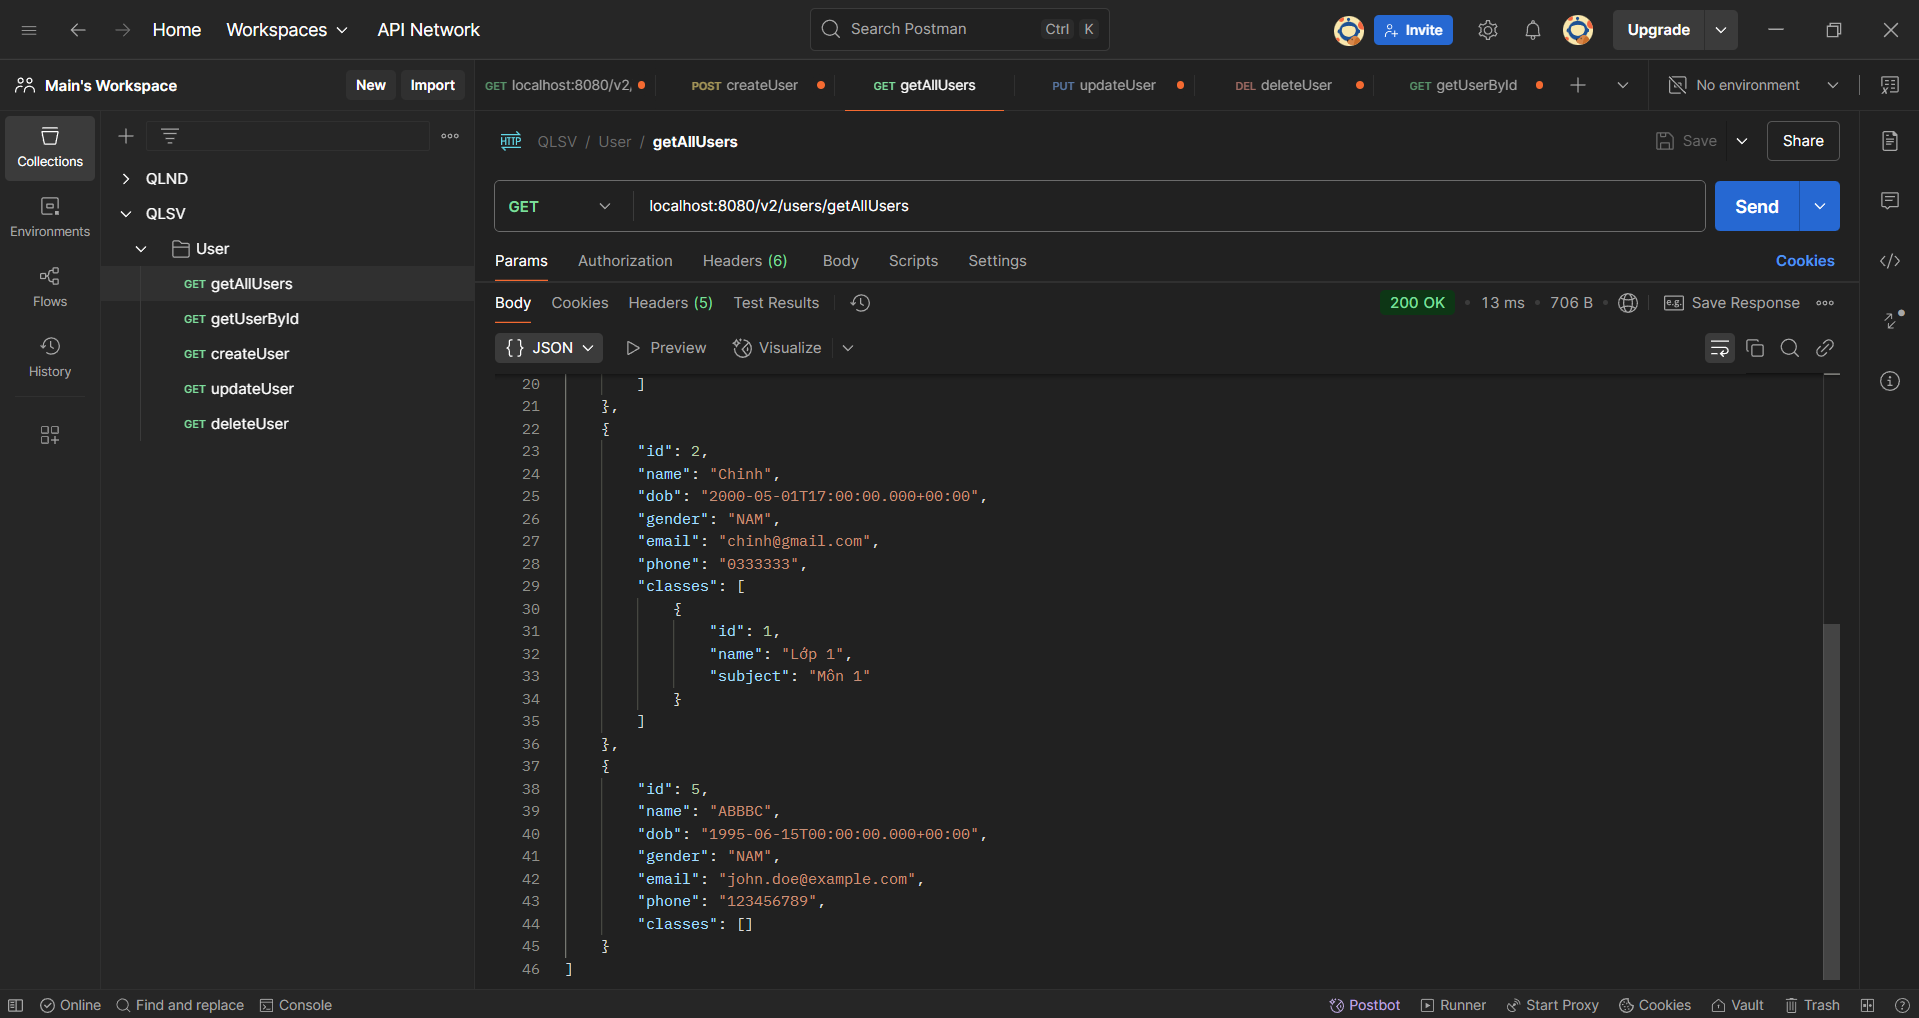 Home Workspaces API Network Search Postman Ctrl K Invite Upgrade
Main's Workspace New Import GET localhost:8080/v2, POST createUser GET getAllUsers PUT updateUser DEL deleteUser GET getUserById No environment
Collections
Environments
Flows
History
QLND
QLSV
User
GET getAllUsers
GET getUserById
GET createUser
GET updateUser
GET deleteUser
HTTP QLSV / User / getAllUsers Save Share
GET localhost:8080/v2/users/getAllUsers Send
Params Authorization Headers (6) Body Scripts Settings Cookies
Body Cookies Headers (5) Test Results 200 OK 13 ms 706 B e.g. Save Response
{} JSON Preview Visualize
20 ]
21 },
22 {
23 "id": 2,
24 "name": "Chinh",
25 "dob": "2000-05-01T17:00:00.000+00:00",
26 "gender": "NAM",
27 "email": "chinh@gmail.com",
28 "phone": "0333333",
29 "classes": [
30 {
31 "id": 1,
32 "name": "Lớp 1",
33 "subject": "Môn 1"
34 }
35 ]
36 },
37 {
38 "id": 5,
39 "name": "ABBBC",
40 "dob": "1995-06-15T00:00:00.000+00:00",
41 "gender": "NAM",
42 "email": "john.doe@example.com",
43 "phone": "123456789",
44 "classes": []
45 }
46 ]
Online Find and replace Console Postbot Runner Start Proxy Cookies Vault Trash